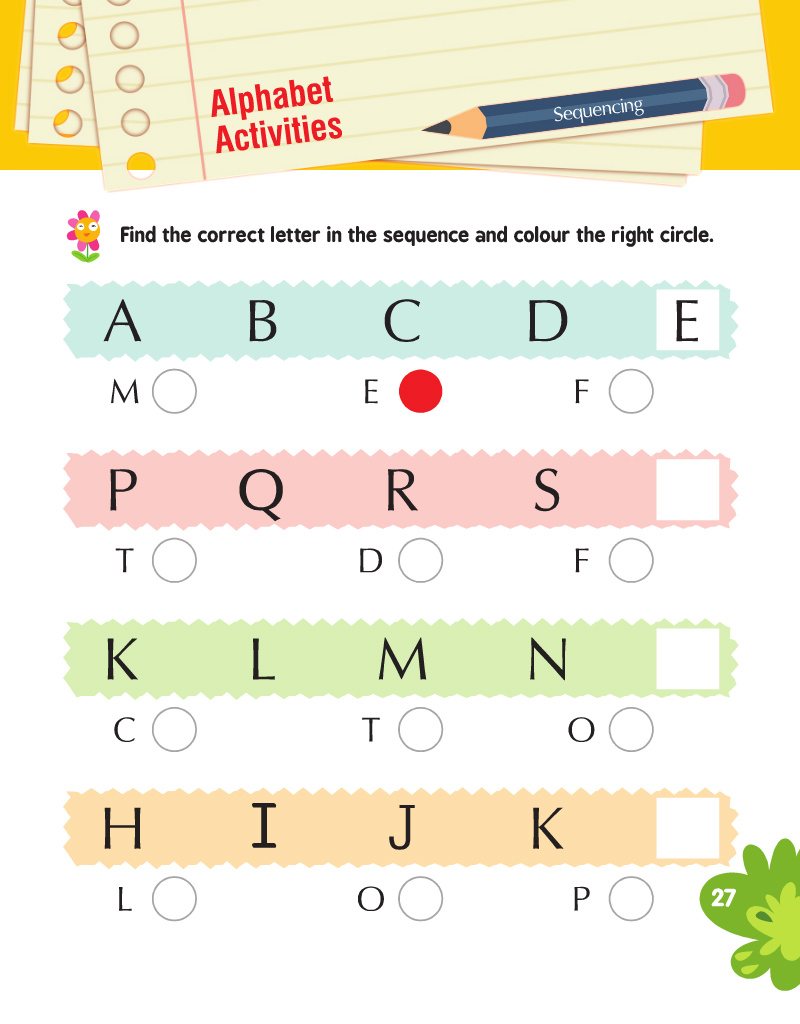 Alphabet
Activities
Sequencing
Find the correct letter in the sequence and colour the right circle.
A B C D E
M E F
P Q R S
T D F
K L M N
C T O
H I J K
L O P
27